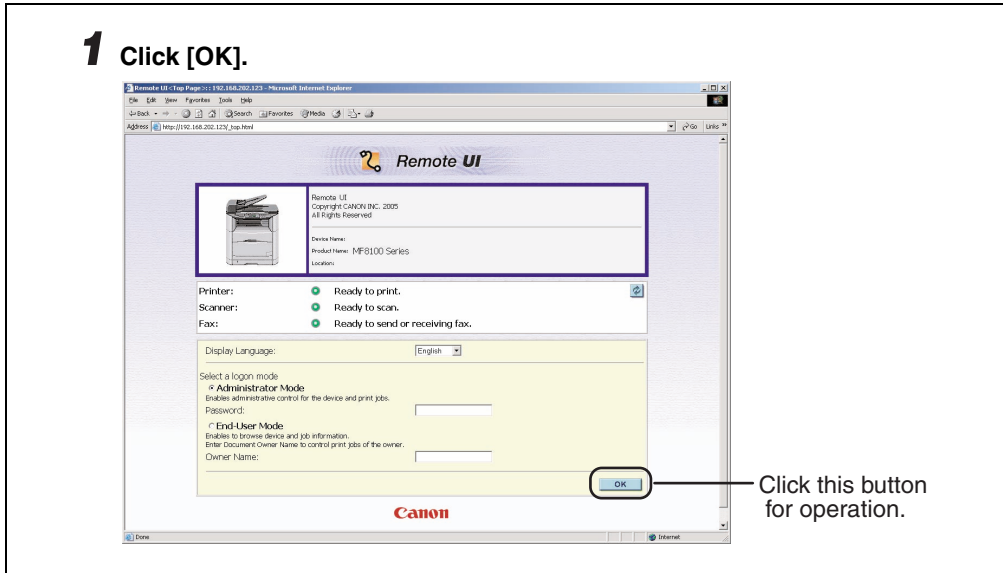 1 Click [OK].
Remote UI<Top Page>:: 192.168.202.123 - Microsoft Internet Explorer
File Edit View Favorites Tools Help
Back Search Favorites Media
Address http://192.168.202.123/_top.html Go Links »
Remote UI
Remote UI
Copyright CANON INC. 2005
All Rights Reserved
Device Name:
Product Name: MF8100 Series
Location:
Printer: Ready to print.
Scanner: Ready to scan.
Fax: Ready to send or receiving fax.
Display Language: English
Select a logon mode
Administrator Mode
Enables administrative control for the device and print jobs.
Password:
End-User Mode
Enables to browse device and job information.
Enter Document Owner Name to control print jobs of the owner.
Owner Name:
OK
Click this button
for operation.
Canon
Done Internet